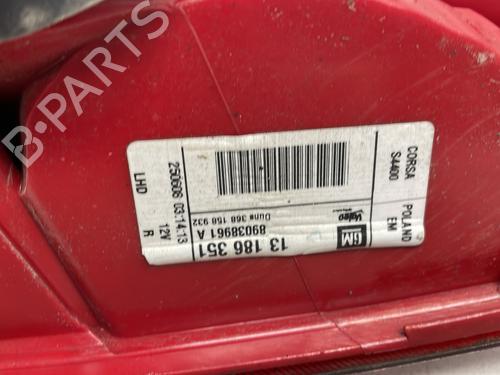 CORSA
S4400
POLAND
EM
GM
Valeo
13 186 351
89038961 A
Duns 368 158 932
250606 03:14:13
12V
LHD
R
B-PARTS